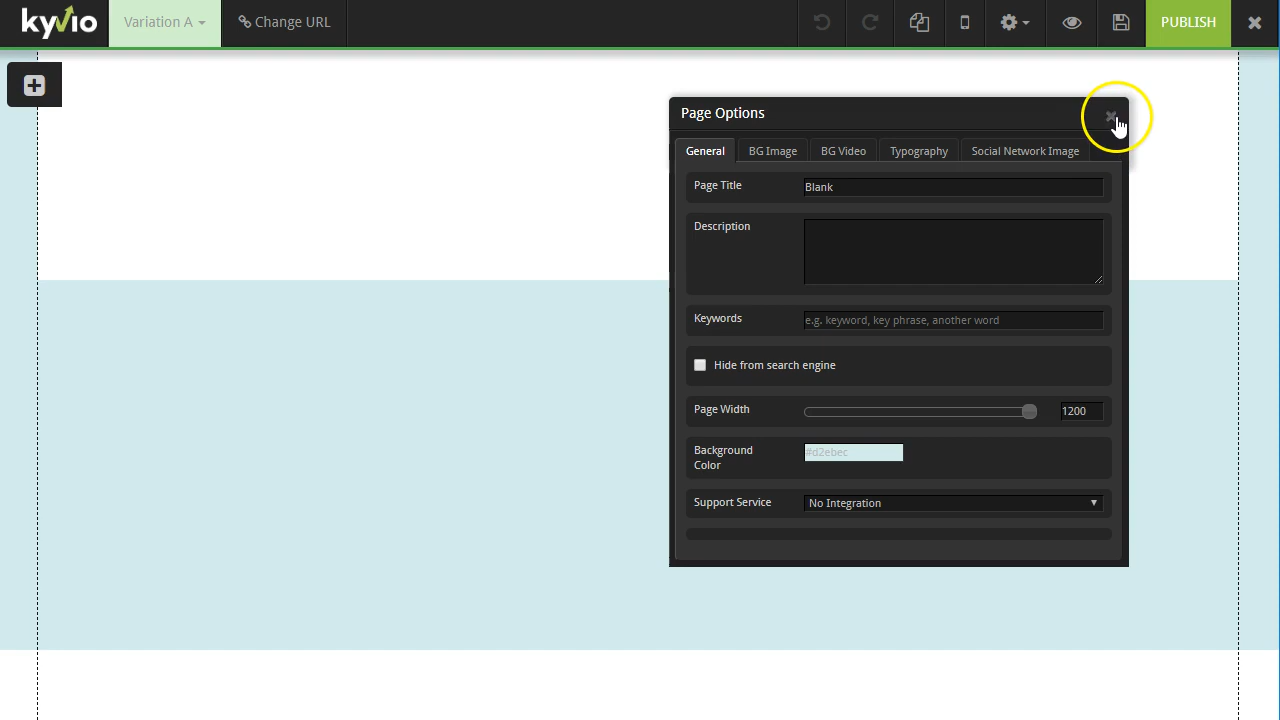 kyvio Variation A Change URL PUBLISH
Page Options
General BG Image BG Video Typography Social Network Image
Page Title Blank
Description
Keywords e.g. keyword, key phrase, another word
Hide from search engine
Page Width 1200
Background #d2ebec
Color
Support Service No Integration